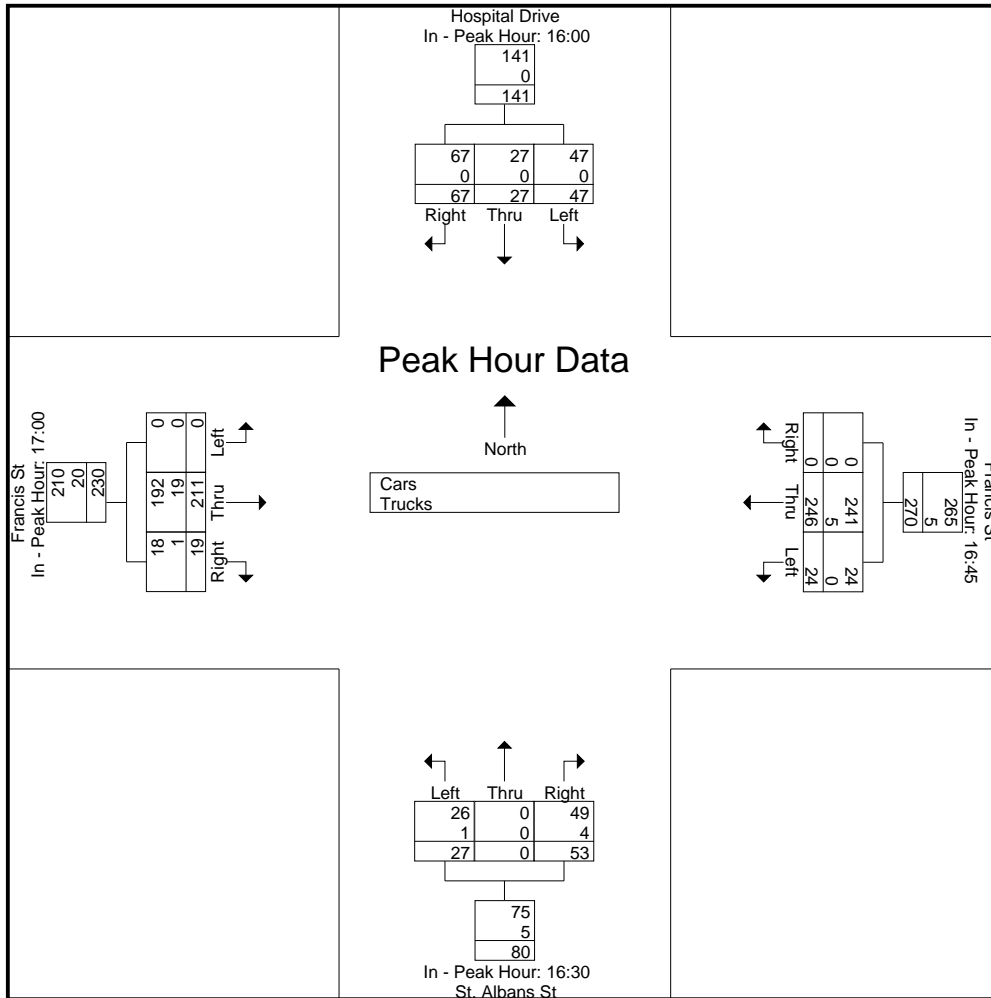 Hospital Drive
In - Peak Hour: 16:00
141
0
141
67 27 47
0 0 0
67 27 47
Right Thru Left
Peak Hour Data
North
Cars
Trucks
Francis St
In - Peak Hour: 17:00
210
20
230
192 19 211
0 0 0
18 1 19
Left
Thru
Right
Right
Thru
Left
0 0 0
246 5 241
24 0 24
265
5
270
In - Peak Hour: 16:45
Francis St
Left Thru Right
26 0 49
1 0 4
27 0 53
75
5
80
In - Peak Hour: 16:30
St. Albans St